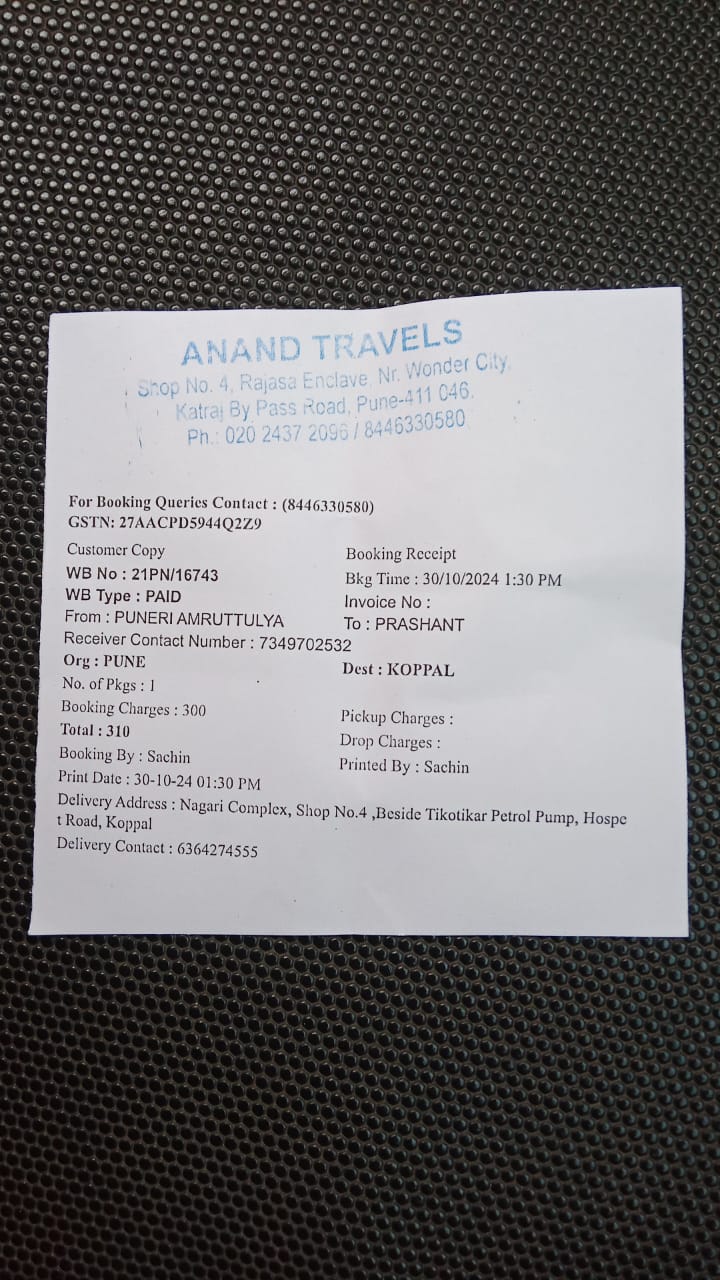 ANAND TRAVELS
Shop No. 4, Rajasa Enclave, Nr. Wonder City,
Katraj By Pass Road, Pune-411 046.
Ph.: 020 2437 2096 / 8446330580
For Booking Queries Contact : (8446330580)
GSTN: 27AACPD5944Q2Z9
Customer Copy Booking Receipt
WB No : 21PN/16743 Bkg Time : 30/10/2024 1:30 PM
WB Type : PAID Invoice No :
From : PUNERI AMRUTTULYA To : PRASHANT
Receiver Contact Number : 7349702532
Org : PUNE Dest : KOPPAL
No. of Pkgs : 1
Booking Charges : 300 Pickup Charges :
Total : 310 Drop Charges :
Booking By : Sachin Printed By : Sachin
Print Date : 30-10-24 01:30 PM
Delivery Address : Nagari Complex, Shop No.4 ,Beside Tikotikar Petrol Pump, Hospe
t Road, Koppal
Delivery Contact : 6364274555